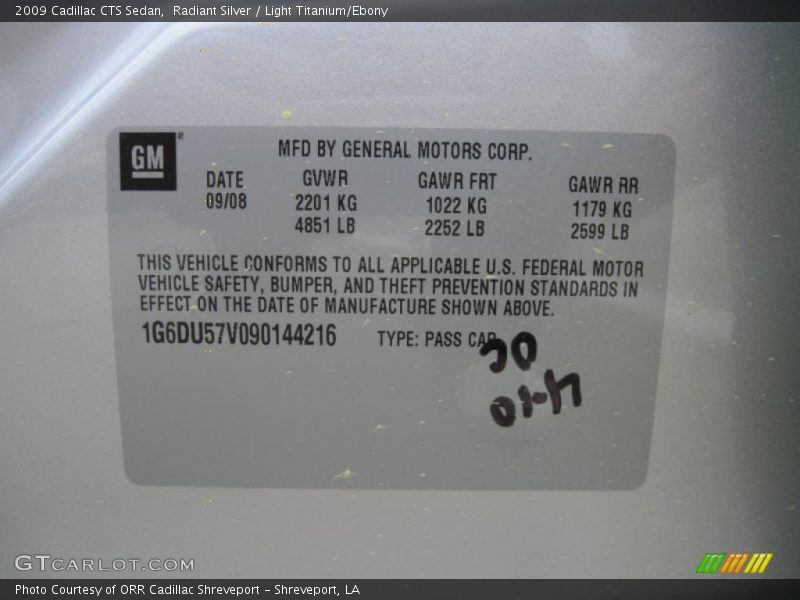 2009 Cadillac CTS Sedan, Radiant Silver / Light Titanium/Ebony
GM®
MFD BY GENERAL MOTORS CORP.
DATE GVWR GAWR FRT GAWR RR
09/08 2201 KG 1022 KG 1179 KG
4851 LB 2252 LB 2599 LB
THIS VEHICLE CONFORMS TO ALL APPLICABLE U.S. FEDERAL MOTOR
VEHICLE SAFETY, BUMPER, AND THEFT PREVENTION STANDARDS IN
EFFECT ON THE DATE OF MANUFACTURE SHOWN ABOVE.
1G6DU57V090144216 TYPE: PASS CAR
GTCARLOT.COM
Photo Courtesy of ORR Cadillac Shreveport – Shreveport, LA